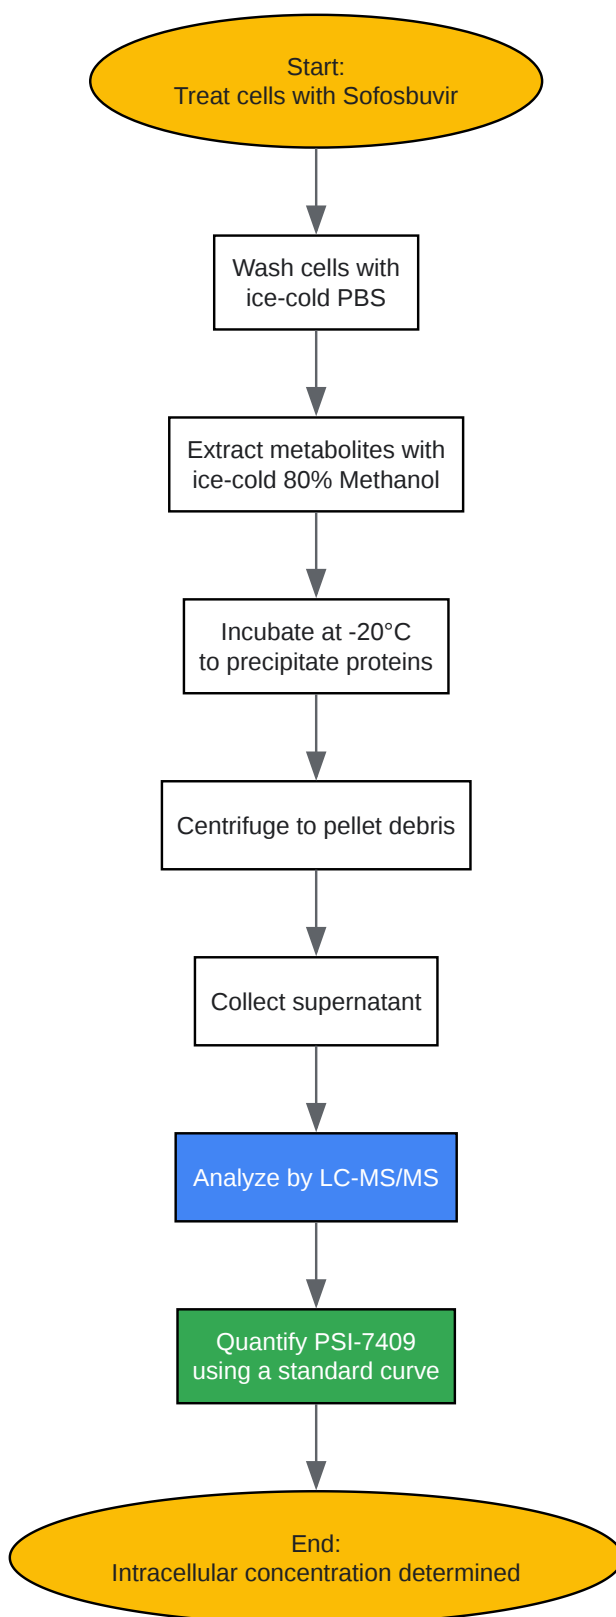 Start:
Treat cells with Sofosbuvir
Wash cells with
ice-cold PBS
Extract metabolites with
ice-cold 80% Methanol
Incubate at -20°C
to precipitate proteins
Centrifuge to pellet debris
Collect supernatant
Analyze by LC-MS/MS
Quantify PSI-7409
using a standard curve
End:
Intracellular concentration determined